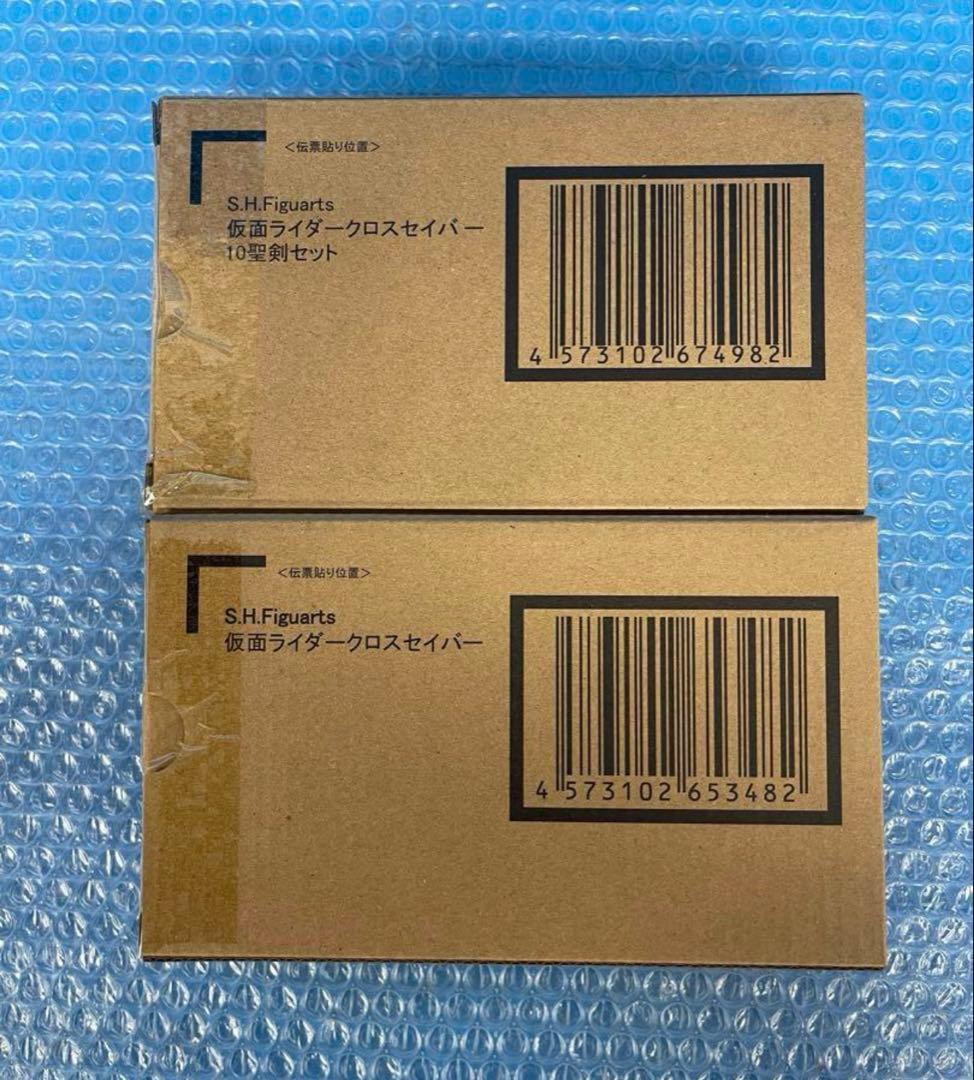 ＜伝票貼り位置＞
S.H.Figuarts
仮面ライダークロスセイバー
10聖剣セット
4 573102 674982
＜伝票貼り位置＞
S.H.Figuarts
仮面ライダークロスセイバー
4 573102 653482